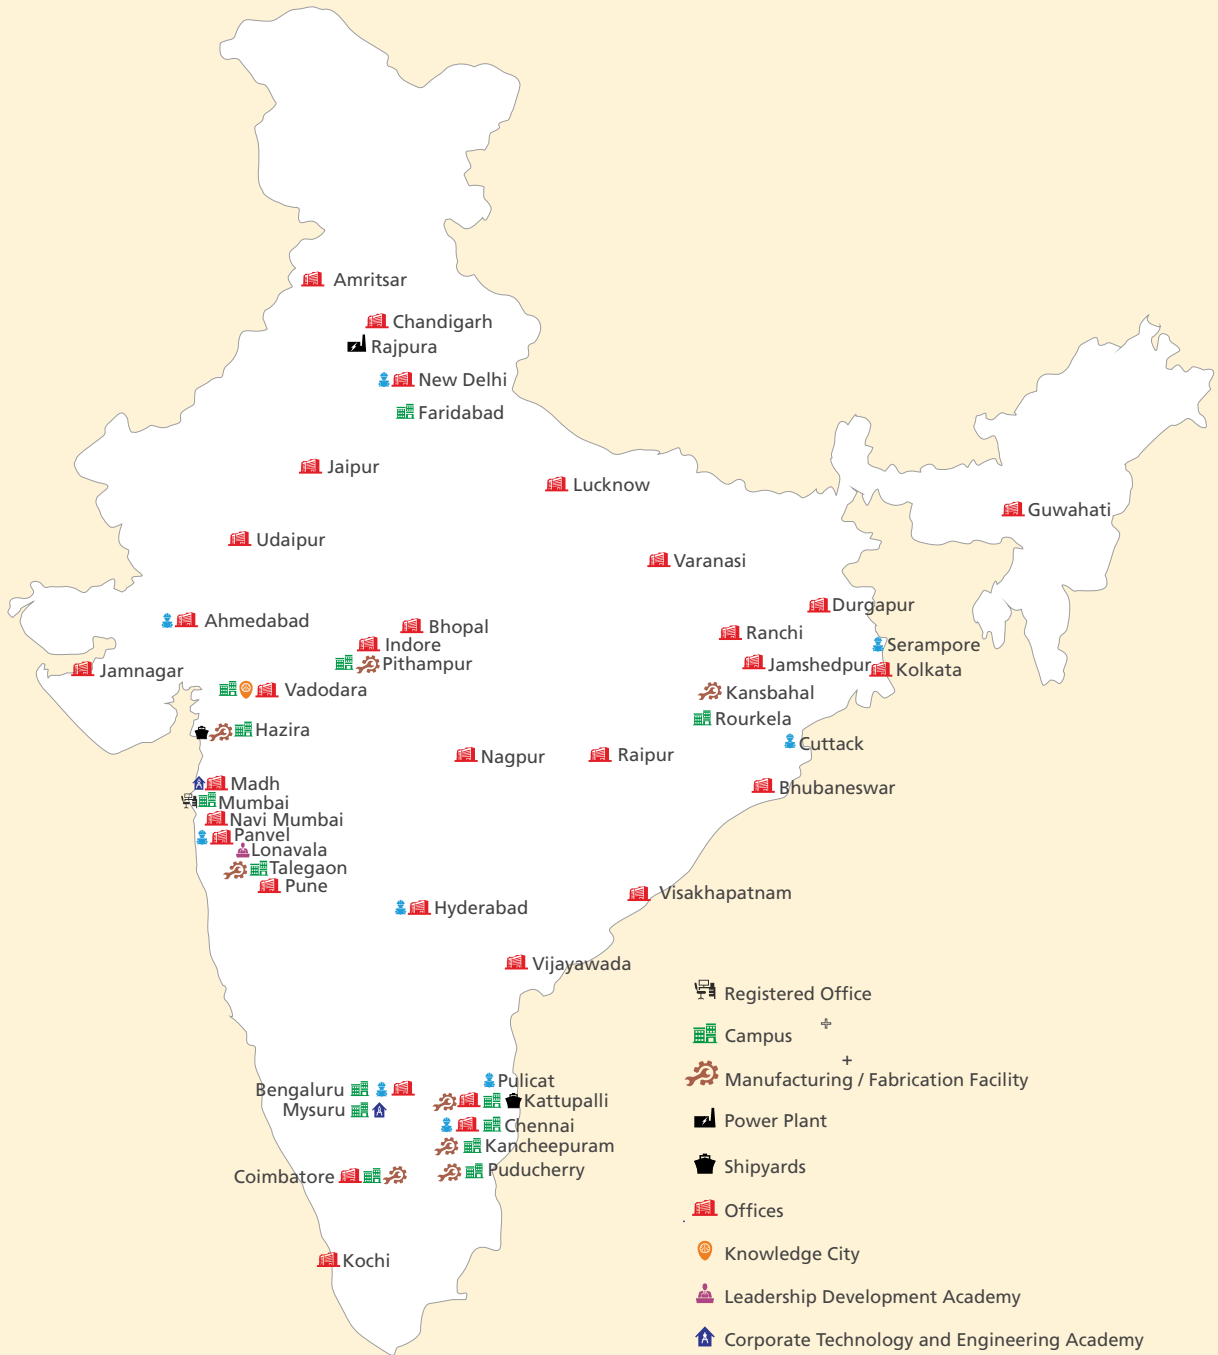 Amritsar
Chandigarh
Rajpura
New Delhi
Faridabad
Jaipur
Lucknow
Guwahati
Udaipur
Varanasi
Durgapur
Ahmedabad
Bhopal
Ranchi
Indore
Serampore
Pithampur
Jamshedpur
Kolkata
Jamnagar
Vadodara
Kansbahal
Rourkela
Hazira
Cuttack
Nagpur
Raipur
Madh
Bhubaneswar
Mumbai
Navi Mumbai
Panvel
Lonavala
Talegaon
Pune
Visakhapatnam
Hyderabad
Vijayawada
Pulicat
Bengaluru
Kattupalli
Mysuru
Chennai
Kancheepuram
Puducherry
Coimbatore
Kochi
Registered Office
Campus
Manufacturing / Fabrication Facility
Power Plant
Shipyards
Offices
Knowledge City
Leadership Development Academy
Corporate Technology and Engineering Academy